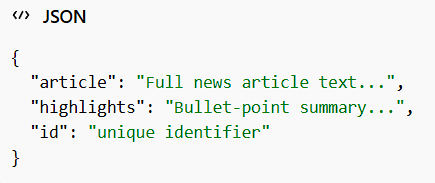 </> JSON
{
"article": "Full news article text...",
"highlights": "Bullet-point summary...",
"id": "unique identifier"
}